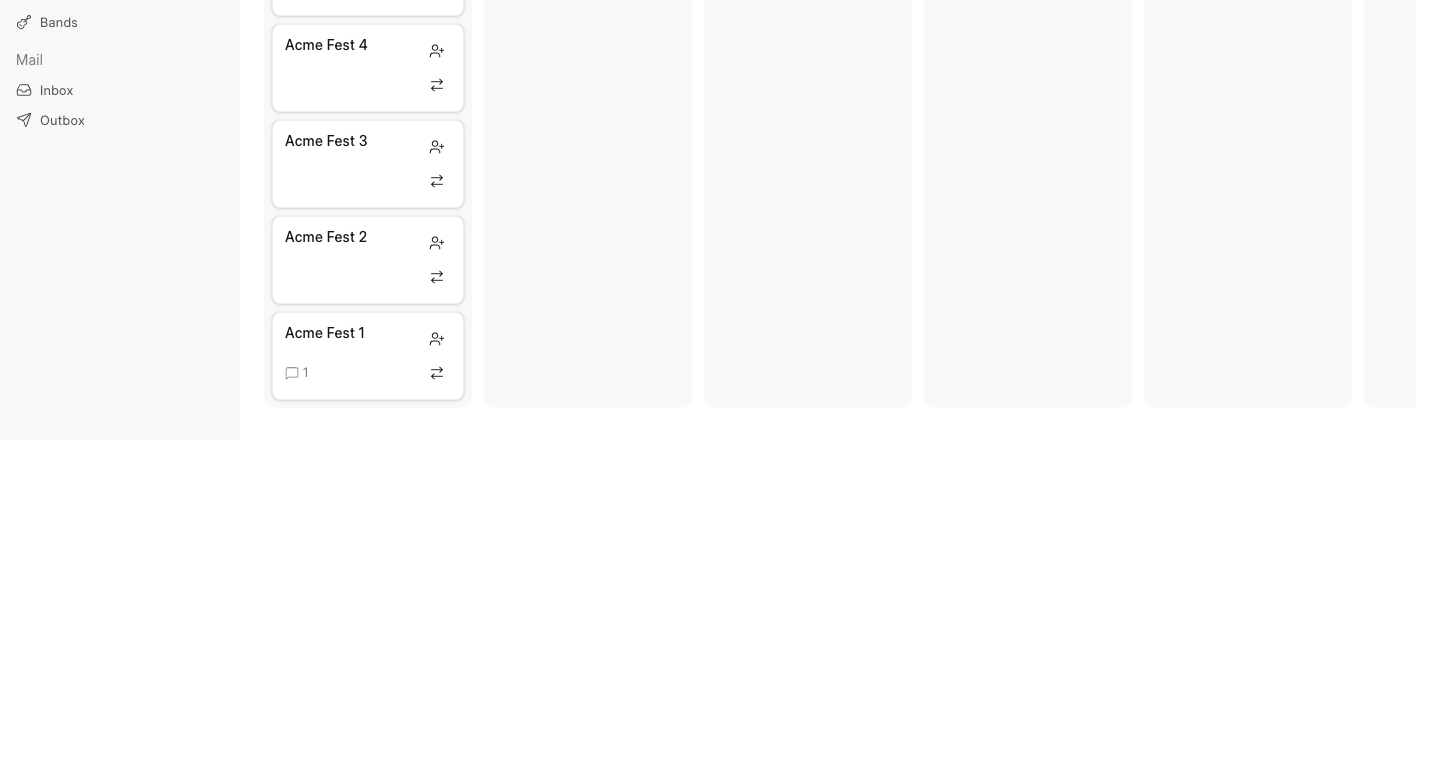 Bands
Mail
Inbox
Outbox
Acme Fest 4
Acme Fest 3
Acme Fest 2
Acme Fest 1
1